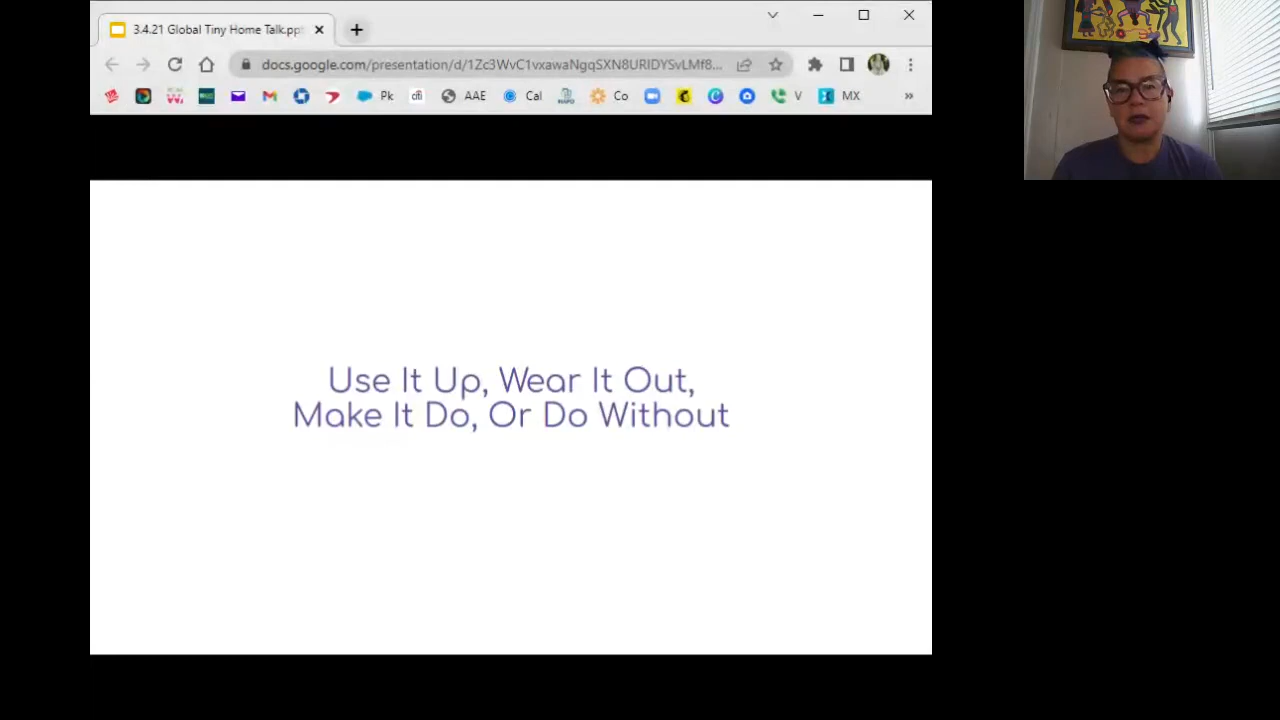 3.4.21 Global Tiny Home Talk.ppt
docs.google.com/presentation/d/1Zc3WvC1vxawaNgqSXN8URIDYSvLMf8...
Pk citi AAE Cal Co V MX »
Use It Up, Wear It Out,
Make It Do, Or Do Without